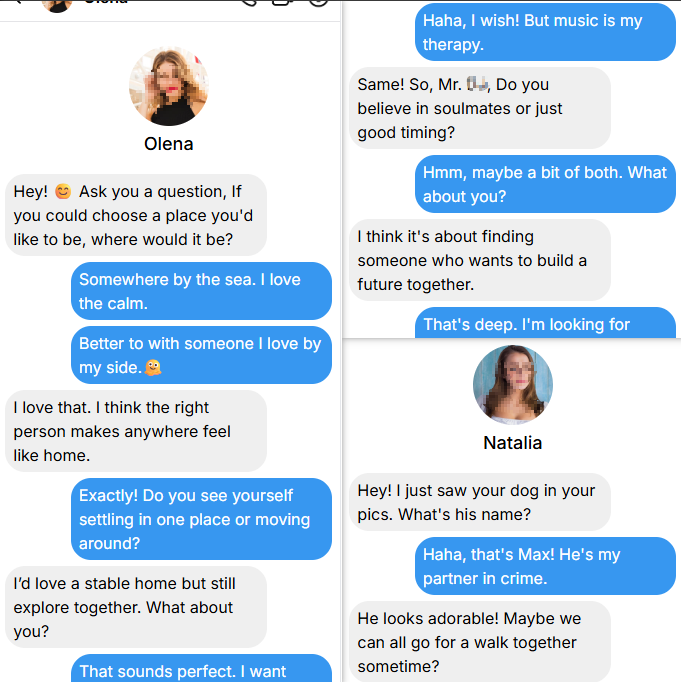 Olena
Olena
Hey! 😊 Ask you a question, If
you could choose a place you'd
like to be, where would it be?
Somewhere by the sea. I love
the calm.
Better to with someone I love by
my side.🫠
I love that. I think the right
person makes anywhere feel
like home.
Exactly! Do you see yourself
settling in one place or moving
around?
I’d love a stable home but still
explore together. What about
you?
That sounds perfect. I want
Haha, I wish! But music is my
therapy.
Same! So, Mr. , Do you
believe in soulmates or just
good timing?
Hmm, maybe a bit of both. What
about you?
I think it's about finding
someone who wants to build a
future together.
That's deep. I'm looking for
Natalia
Hey! I just saw your dog in your
pics. What's his name?
Haha, that's Max! He's my
partner in crime.
He looks adorable! Maybe we
can all go for a walk together
sometime?